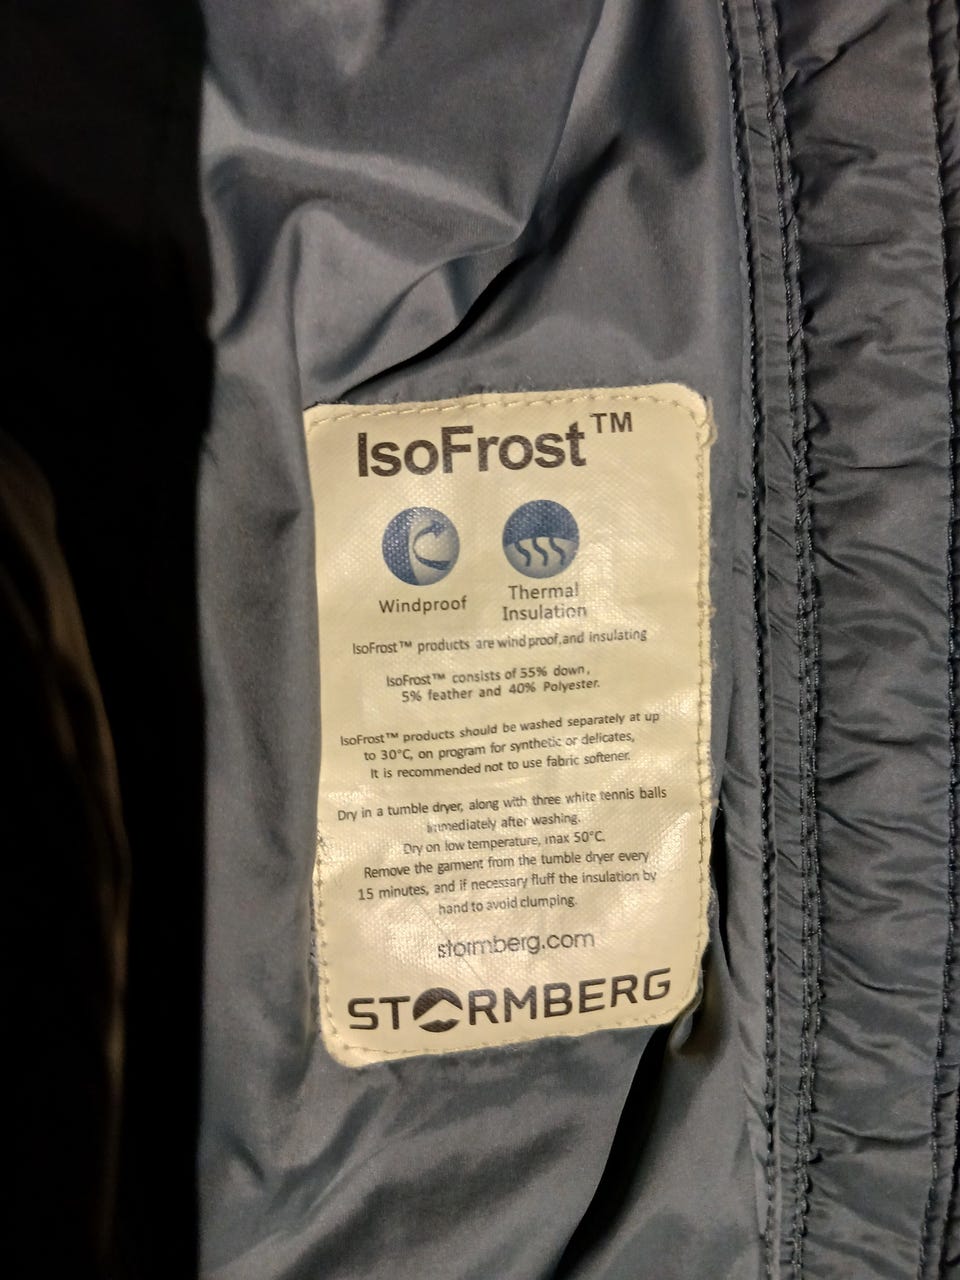 IsoFrost™
Windproof
Thermal
Insulation
IsoFrost™ products are windproof,and insulating
IsoFrost™ consists of 55% down,
5% feather and 40% Polyester.
IsoFrost™ products should be washed separately at up
to 30°C, on program for synthetic or delicates,
It is recommended not to use fabric softener.
Dry in a tumble dryer, along with three white tennis balls
immediately after washing.
Dry on low temperature, max 50°C.
Remove the garment from the tumble dryer every
15 minutes, and if necessary fluff the insulation by
hand to avoid clumping.
stormberg.com
STORMBERG